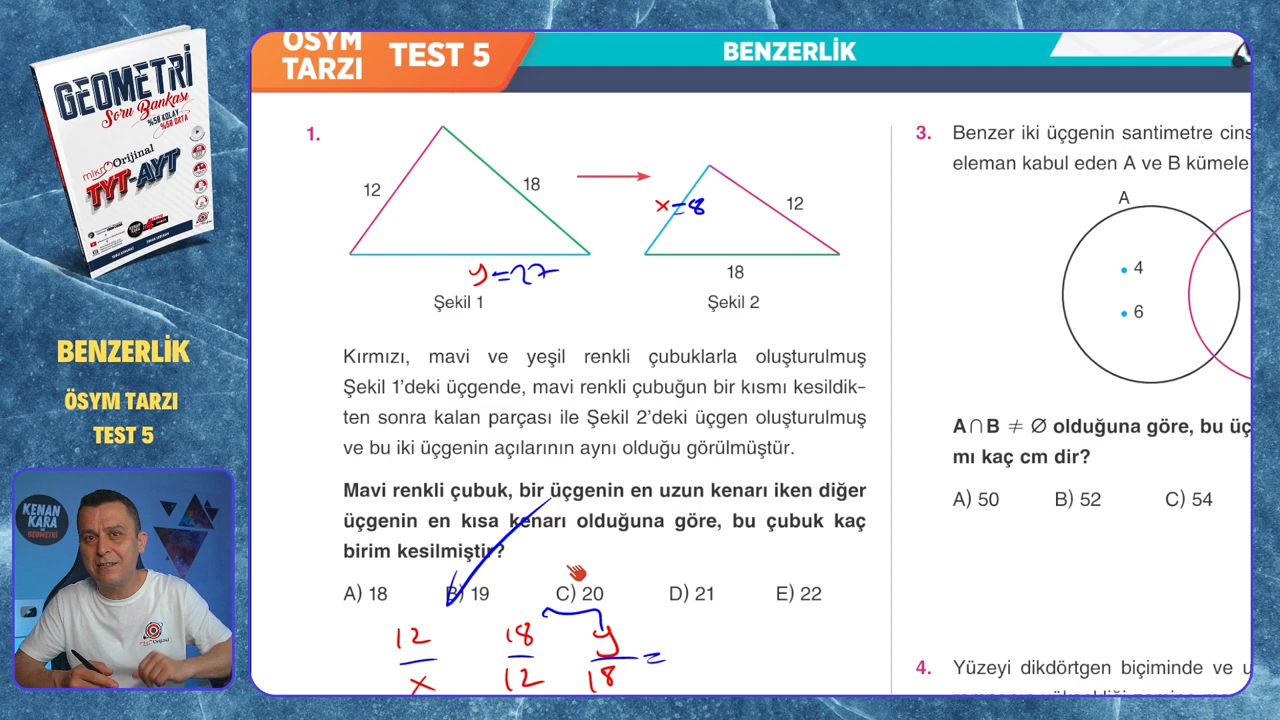 GEOMETRİ
Soru Bankası
%50 KOLAY
%50 ORTA
mikro Orijinal
TYT-AYT
BENZERLİK
ÖSYM TARZI
TEST 5
KENAN
KARA
GEOMETRİ
ÖSYM
TARZI
TEST 5
BENZERLİK
1.
12
18
y=27
Şekil 1
x=8
12
18
Şekil 2
Kırmızı, mavi ve yeşil renkli çubuklarla oluşturulmuş
Şekil 1'deki üçgende, mavi renkli çubuğun bir kısmı kesildik-
ten sonra kalan parçası ile Şekil 2'deki üçgen oluşturulmuş
ve bu iki üçgenin açılarının aynı olduğu görülmüştür.
Mavi renkli çubuk, bir üçgenin en uzun kenarı iken diğer
üçgenin en kısa kenarı olduğuna göre, bu çubuk kaç
birim kesilmiştir?
A) 18 B) 19 C) 20 D) 21 E) 22
12 18 y =
x 12 18
3. Benzer iki üçgenin santimetre cins
eleman kabul eden A ve B kümele
A
4
6
A∩B ≠ Ø olduğuna göre, bu üç
mı kaç cm dir?
A) 50 B) 52 C) 54
4. Yüzeyi dikdörtgen biçiminde ve u